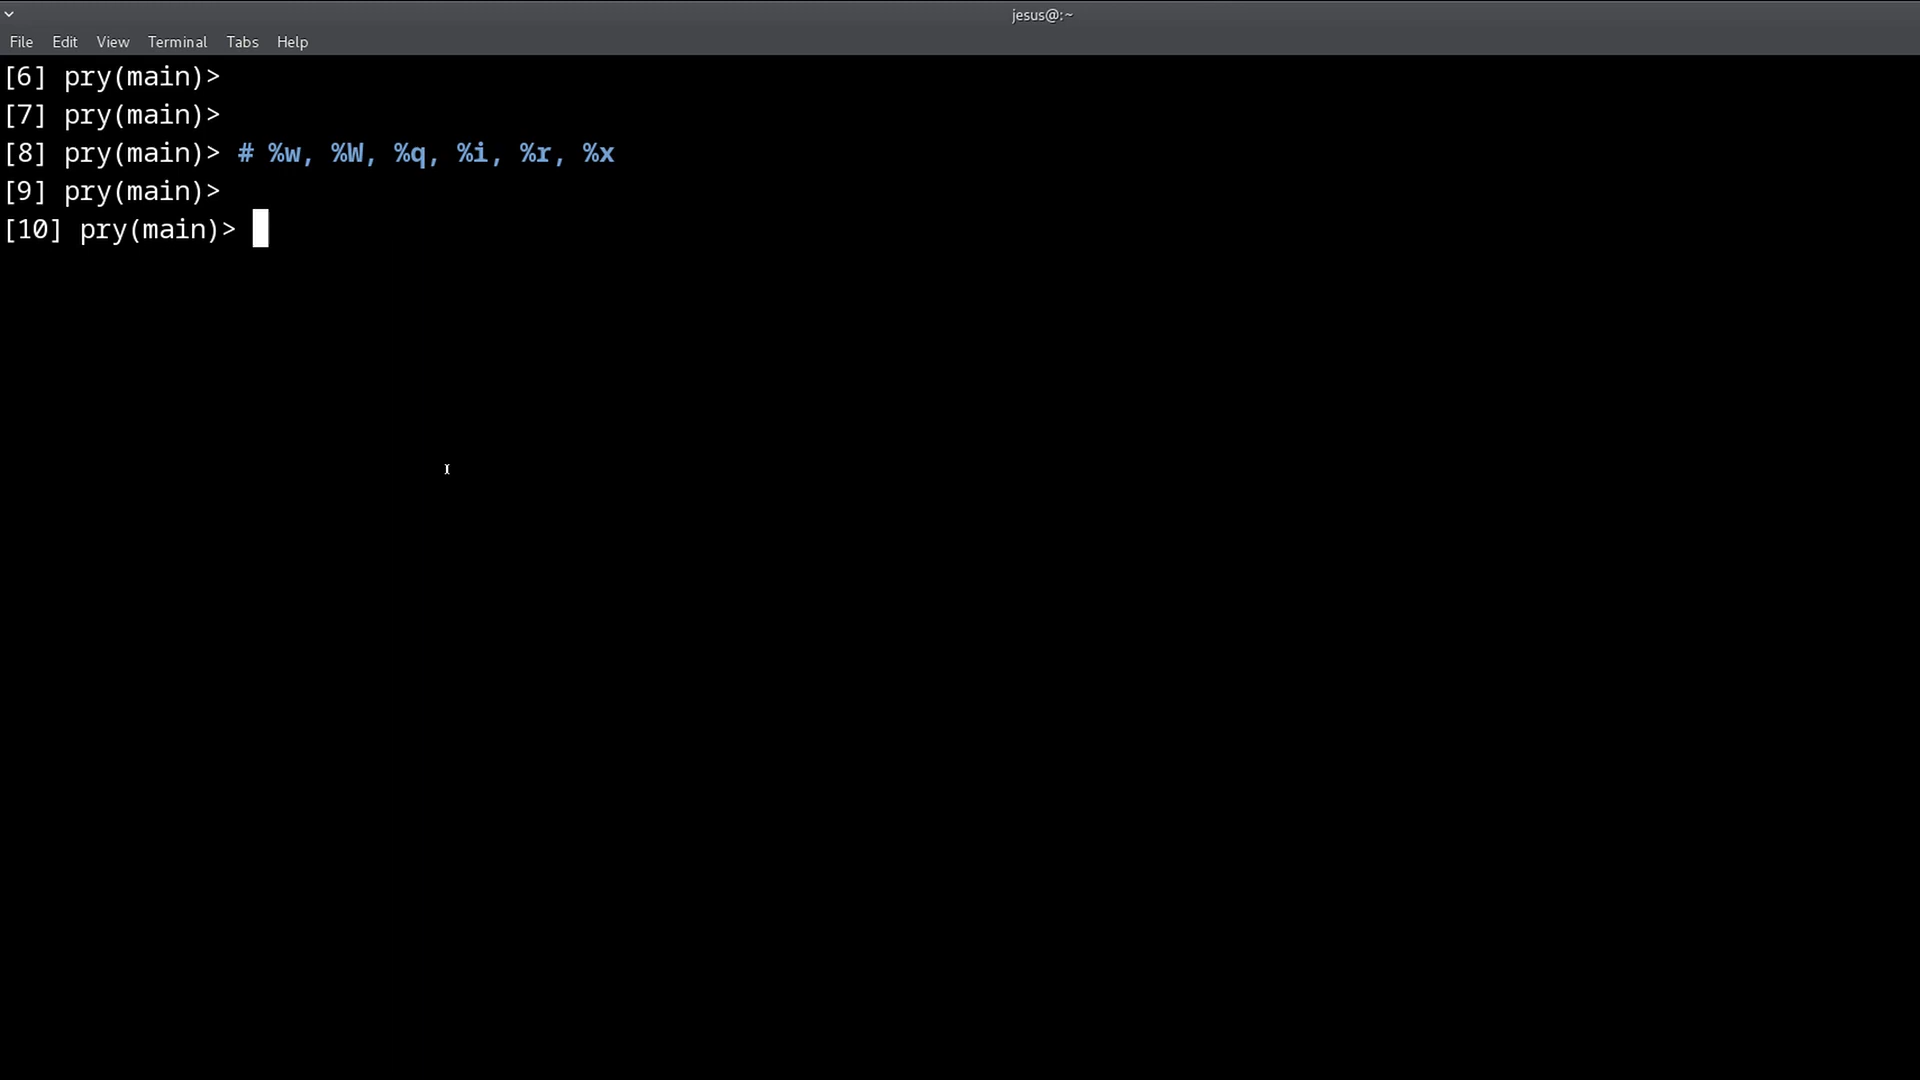 jesus@:~
File Edit View Terminal Tabs Help
[6] pry(main)>
[7] pry(main)>
[8] pry(main)> # %w, %W, %q, %i, %r, %x
[9] pry(main)>
[10] pry(main)>